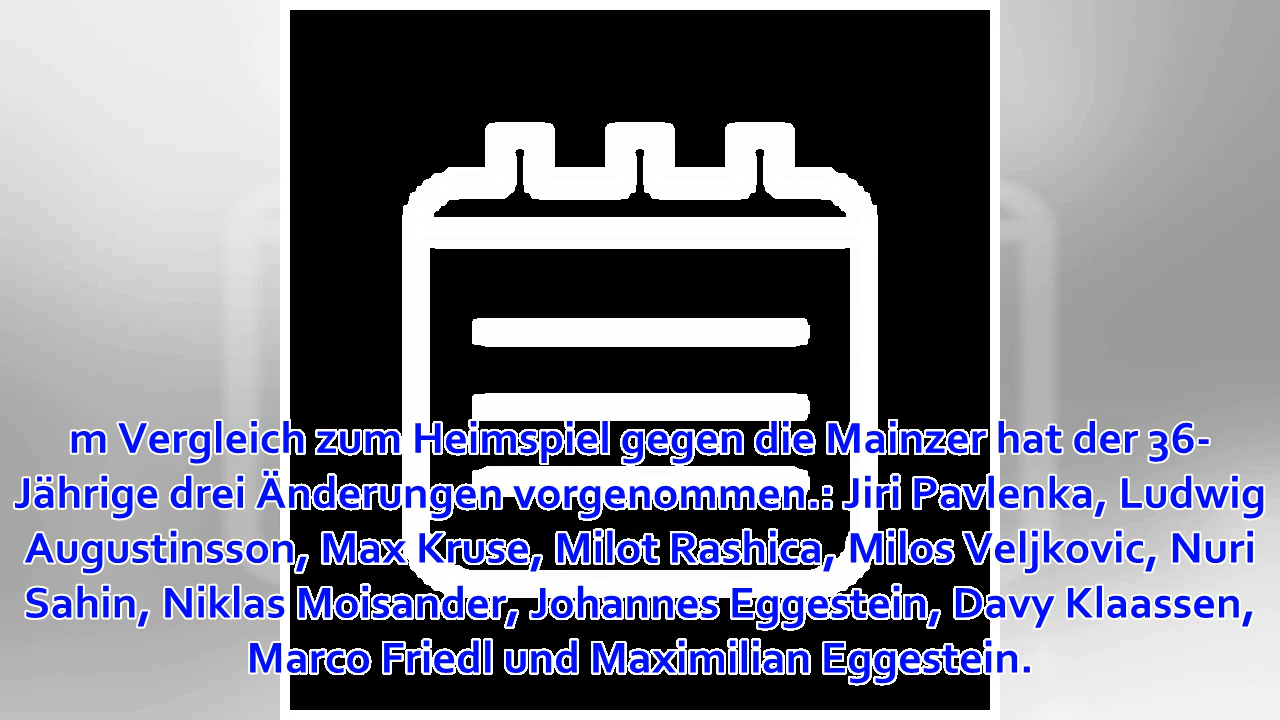 m Vergleich zum Heimspiel gegen die Mainzer hat der 36-
Jährige drei Änderungen vorgenommen.: Jiri Pavlenka, Ludwig
Augustinsson, Max Kruse, Milot Rashica, Milos Veljkovic, Nuri
Sahin, Niklas Moisander, Johannes Eggestein, Davy Klaassen,
Marco Friedl und Maximilian Eggestein.